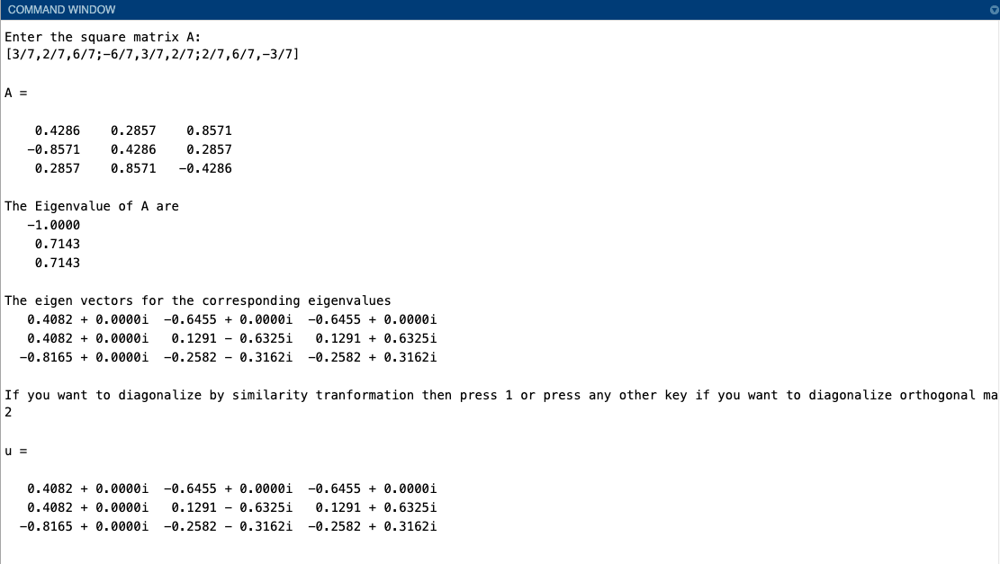 COMMAND WINDOW
Enter the square matrix A:
[3/7,2/7,6/7;-6/7,3/7,2/7;2/7,6/7,-3/7]
A =
0.4286 0.2857 0.8571
-0.8571 0.4286 0.2857
0.2857 0.8571 -0.4286
The Eigenvalue of A are
-1.0000
0.7143
0.7143
The eigen vectors for the corresponding eigenvalues
0.4082 + 0.0000i -0.6455 + 0.0000i -0.6455 + 0.0000i
0.4082 + 0.0000i 0.1291 - 0.6325i 0.1291 + 0.6325i
-0.8165 + 0.0000i -0.2582 - 0.3162i -0.2582 + 0.3162i
If you want to diagonalize by similarity tranformation then press 1 or press any other key if you want to diagonalize orthogonal ma
2
u =
0.4082 + 0.0000i -0.6455 + 0.0000i -0.6455 + 0.0000i
0.4082 + 0.0000i 0.1291 - 0.6325i 0.1291 + 0.6325i
-0.8165 + 0.0000i -0.2582 - 0.3162i -0.2582 + 0.3162i